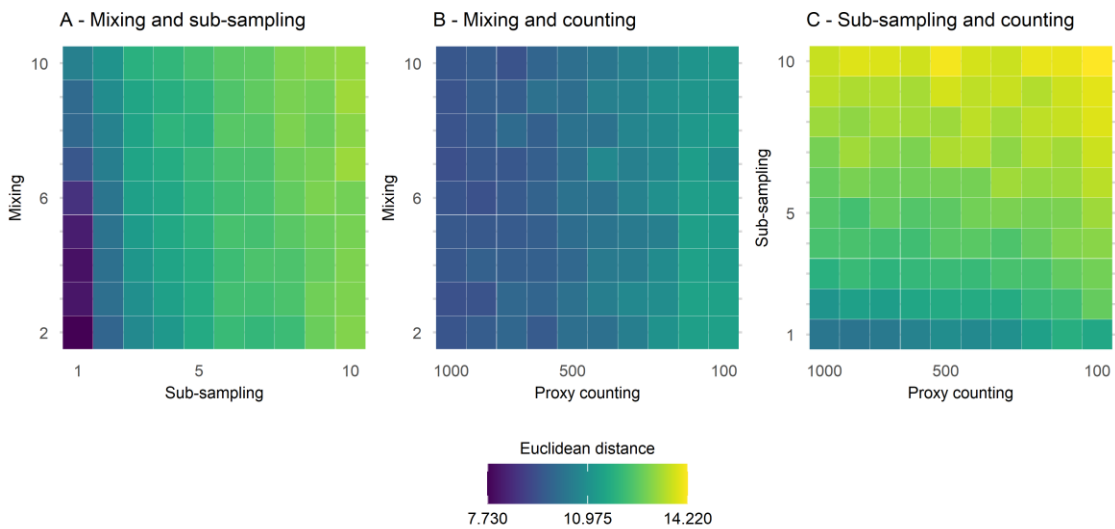 A - Mixing and sub-sampling
B - Mixing and counting
C - Sub-sampling and counting
10
6
2
Mixing
1
5
10
Sub-sampling
10
6
2
Mixing
1000
500
100
Proxy counting
10
5
1
Sub-sampling
1000
500
100
Proxy counting
Euclidean distance
7.730
10.975
14.220